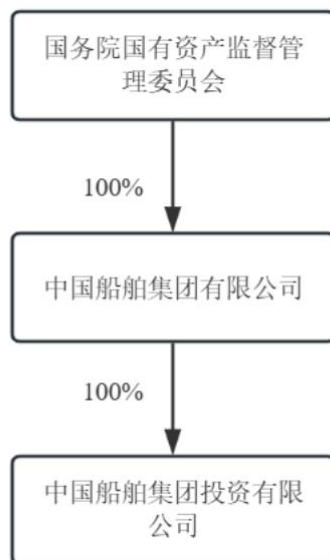 国务院国有资产监督管
理委员会
100%
中国船舶集团有限公司
100%
中国船舶集团投资有限
公司